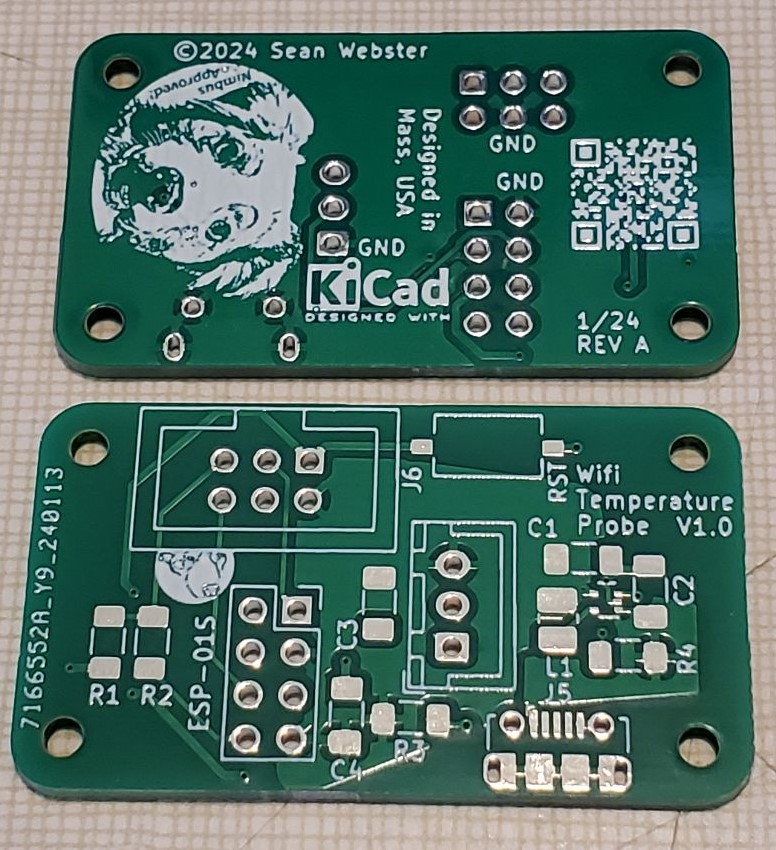 ©2024 Sean Webster
Nimbus
Approved!
Designed in
Mass, USA
GND
GND
GND
KiCad
DESIGNED WITH
1/24
REV A
7166552A_Y9_240113
J6
RST
Wifi
Temperature
Probe V1.0
C1
C2
C3
ESP-01S
R1 R2
R4
J5
R3
C4